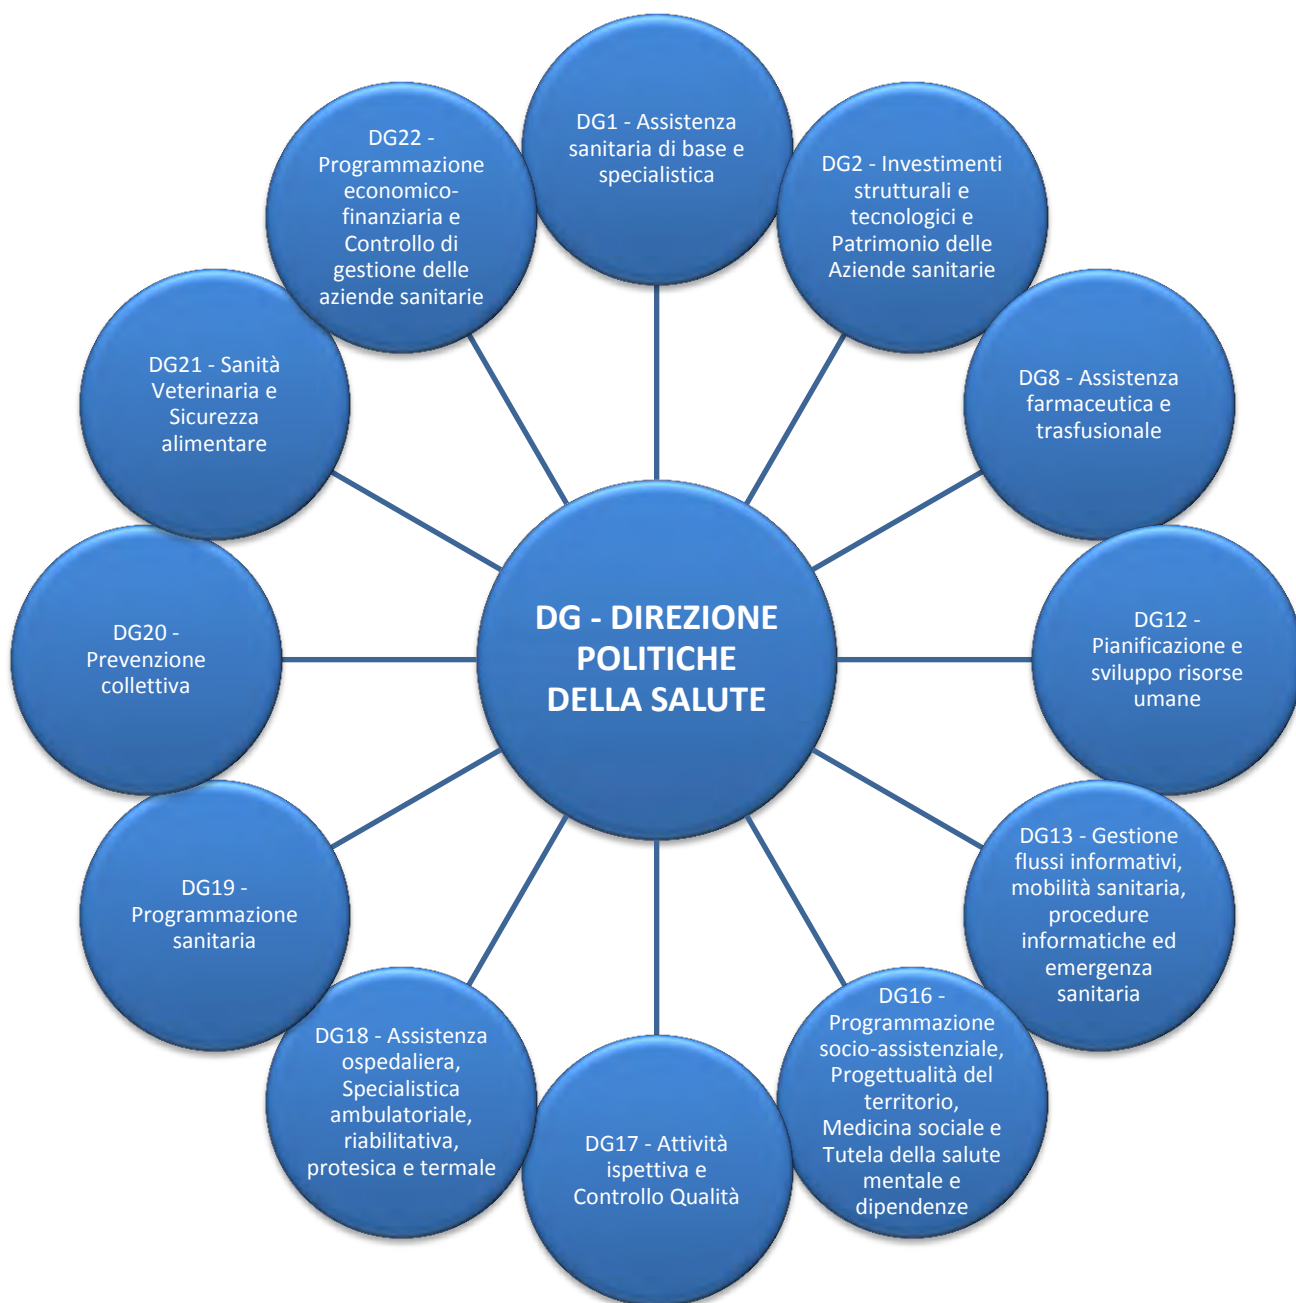 DG1 - Assistenza
sanitaria di base e
specialistica
DG2 - Investimenti
strutturali e
tecnologici e
Patrimonio delle
Aziende sanitarie
DG8 - Assistenza
farmaceutica e
trasfusionale
DG12 -
Pianificazione e
sviluppo risorse
umane
DG13 - Gestione
flussi informativi,
mobilità sanitaria,
procedure
informatiche ed
emergenza
sanitaria
DG16 -
Programmazione
socio-assistenziale,
Progettualità del
territorio,
Medicina sociale e
Tutela della salute
mentale e
dipendenze
DG17 - Attività
ispettiva e
Controllo Qualità
DG18 - Assistenza
ospedaliera,
Specialistica
ambulatoriale,
riabilitativa,
protesica e termale
DG19 -
Programmazione
sanitaria
DG20 -
Prevenzione
collettiva
DG21 - Sanità
Veterinaria e
Sicurezza
alimentare
DG22 -
Programmazione
economico-
finanziaria e
Controllo di
gestione delle
aziende sanitarie
DG - DIREZIONE
POLITICHE
DELLA SALUTE